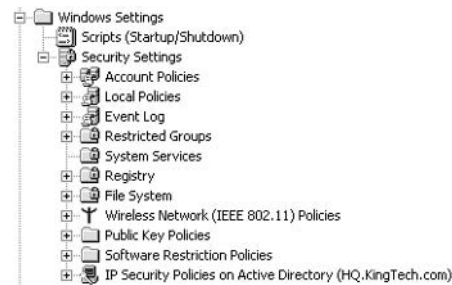 Windows Settings
Scripts (Startup/Shutdown)
Security Settings
Account Policies
Local Policies
Event Log
Restricted Groups
System Services
Registry
File System
Wireless Network (IEEE 802.11) Policies
Public Key Policies
Software Restriction Policies
IP Security Policies on Active Directory (HQ.KingTech.com)